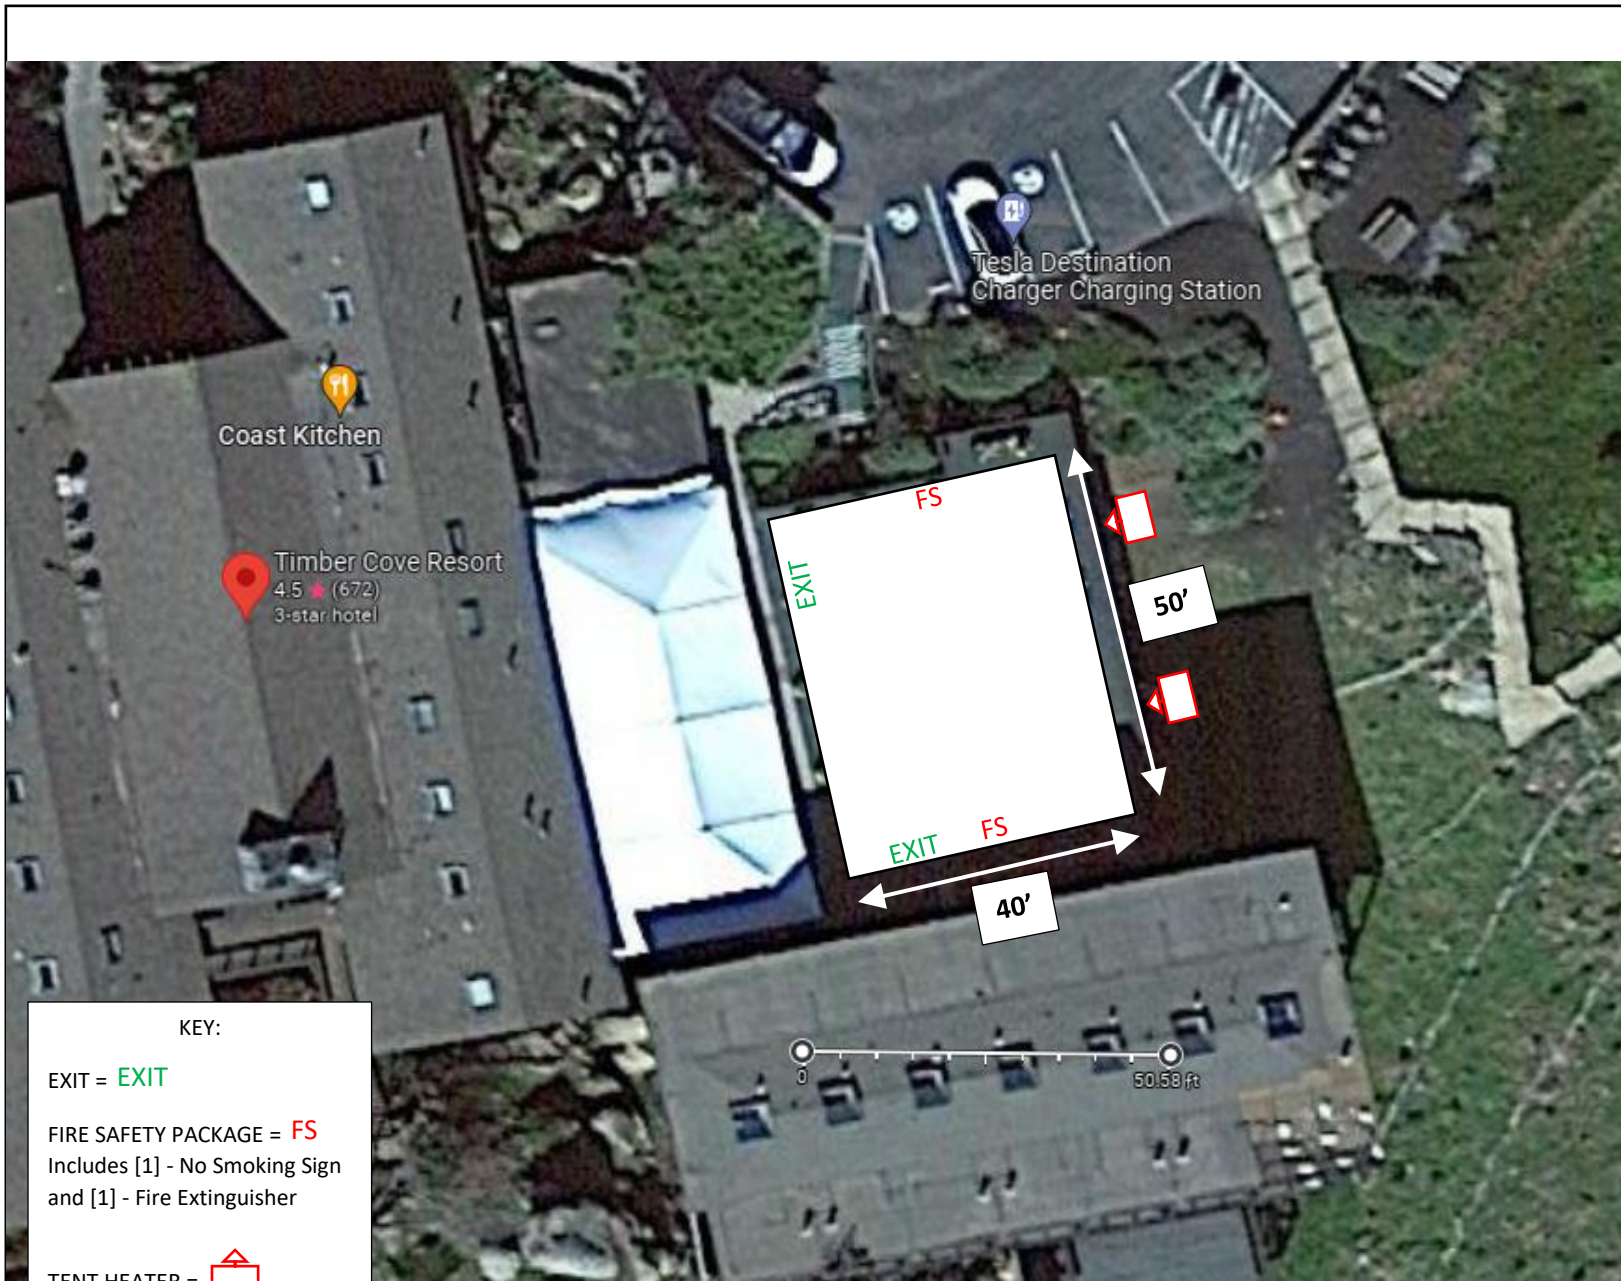 Tesla Destination
Charger Charging Station
Coast Kitchen
FS
Timber Cove Resort
4.5 ★ (672)
3-star hotel
EXIT
50’
FS
EXIT
40’
0
50.58 ft
KEY:
EXIT = EXIT
FIRE SAFETY PACKAGE = FS
Includes [1] - No Smoking Sign
and [1] - Fire Extinguisher
TENT HEATER =